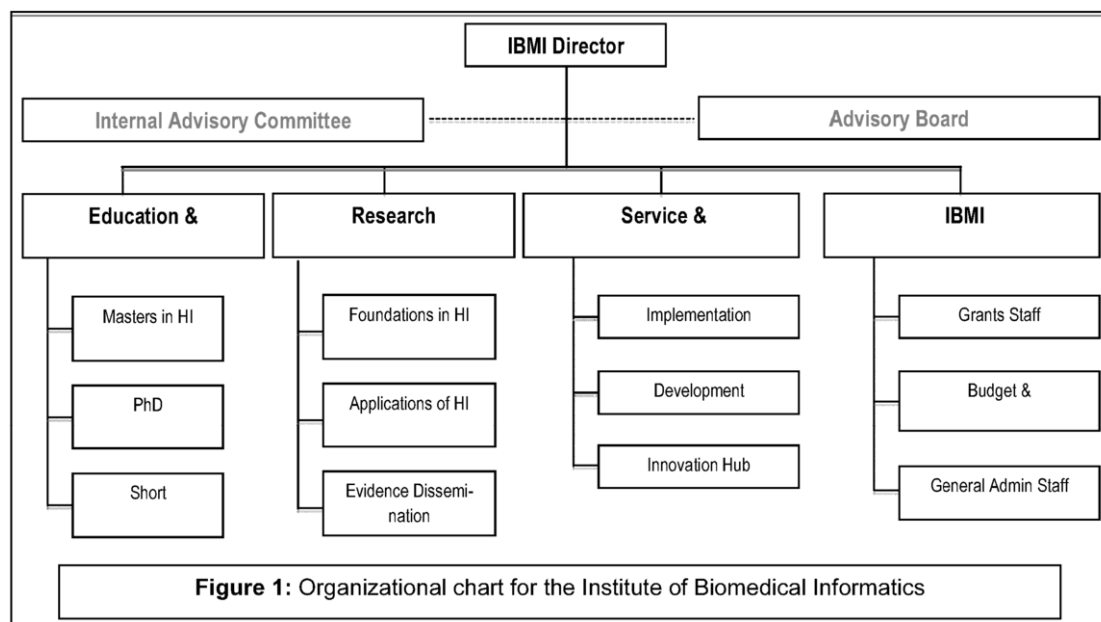 IBMI Director
Internal Advisory Committee
Advisory Board
Education &
Research
Service &
IBMI
Masters in HI
Foundations in HI
Implementation
Grants Staff
PhD
Applications of HI
Development
Budget &
Short
Evidence Dissemi-
nation
Innovation Hub
General Admin Staff
Figure 1: Organizational chart for the Institute of Biomedical Informatics